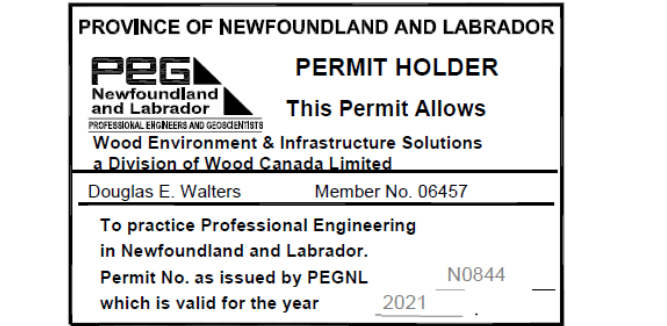 PROVINCE OF NEWFOUNDLAND AND LABRADOR
PEG
Newfoundland
and Labrador
PROFESSIONAL ENGINEERS AND GEOSCIENTISTS
PERMIT HOLDER
This Permit Allows
Wood Environment & Infrastructure Solutions
a Division of Wood Canada Limited
Douglas E. Walters Member No. 06457
To practice Professional Engineering
in Newfoundland and Labrador.
Permit No. as issued by PEGNL N0844
which is valid for the year 2021 .